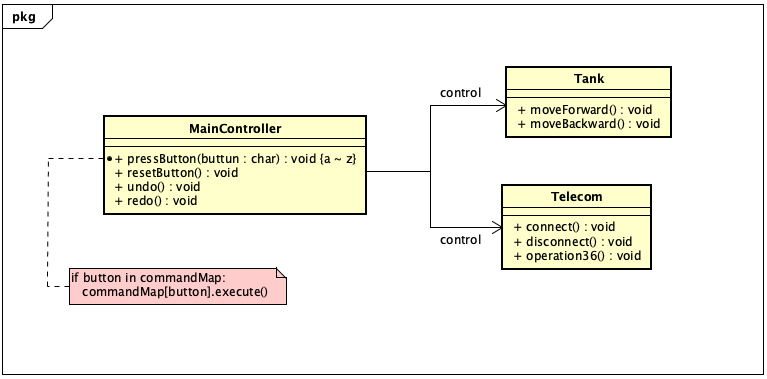 pkg
MainController
+ pressButton(buttun : char) : void {a ~ z}
+ resetButton() : void
+ undo() : void
+ redo() : void
control
Tank
+ moveForward() : void
+ moveBackward() : void
control
Telecom
+ connect() : void
+ disconnect() : void
+ operation36() : void
if button in commandMap:
commandMap[button].execute()